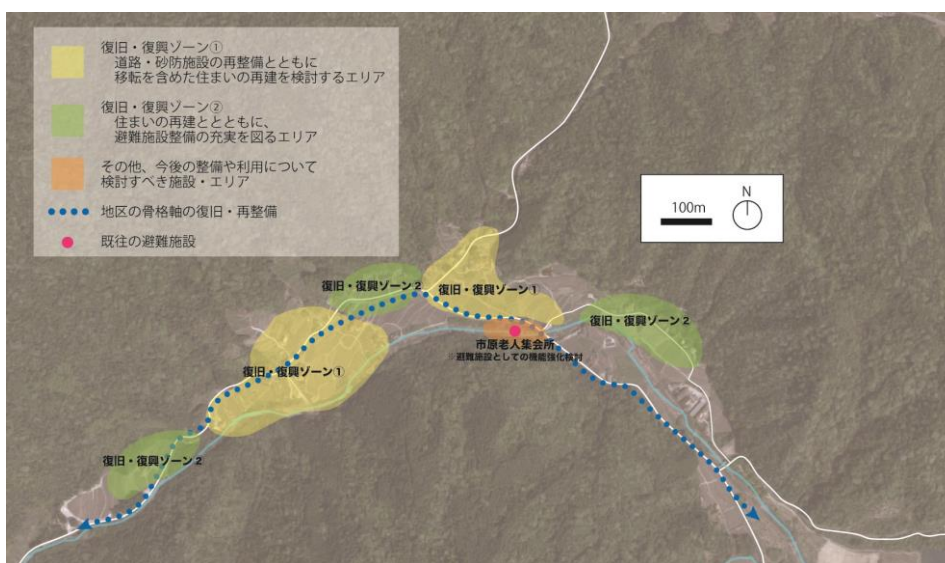 復旧・復興ゾーン①
道路・砂防施設の再整備とともに
移転を含めた住まいの再建を検討するエリア
復旧・復興ゾーン②
住まいの再建ととともに、
避難施設整備の充実を図るエリア
その他、今後の整備や利用について
検討すべき施設・エリア
地区の骨格軸の復旧・再整備
既往の避難施設
100m
N
復旧・復興ゾーン2
復旧・復興ゾーン1
復旧・復興ゾーン2
市原老人集会所
避難施設としての機能強化検討
復旧・復興ゾーン①
復旧・復興ゾーン2